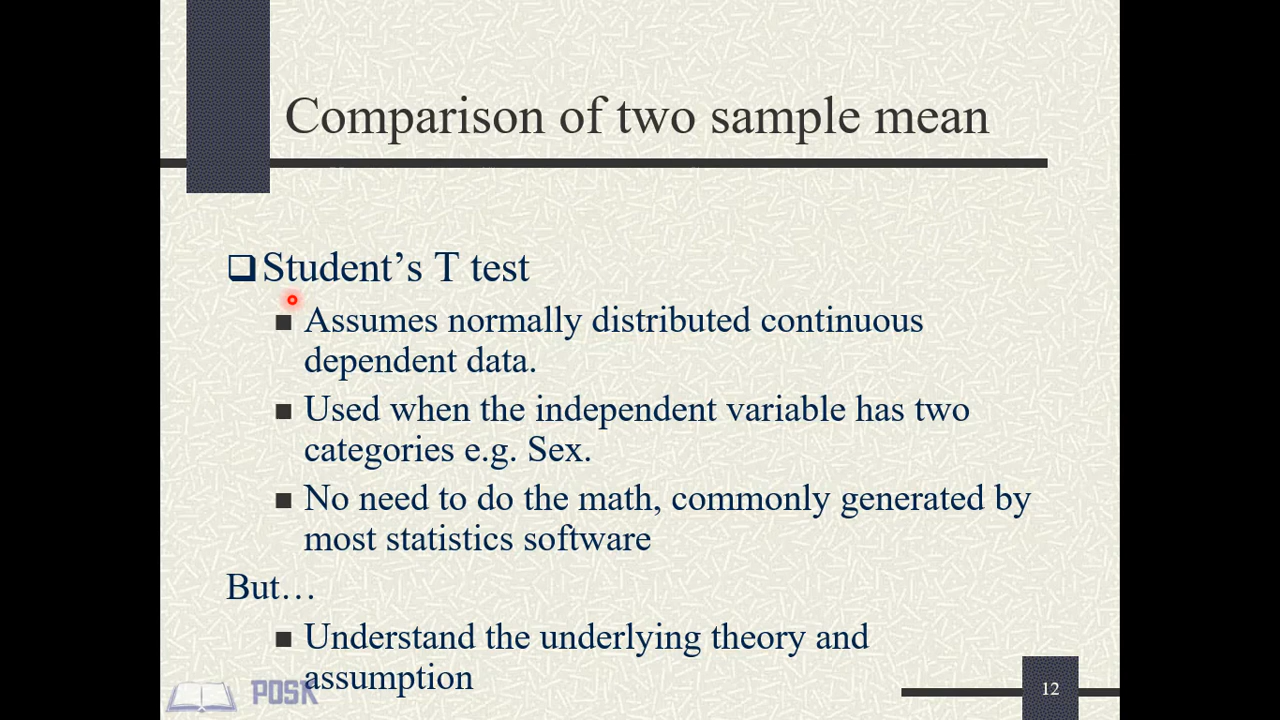 Comparison of two sample mean
Student’s T test
Assumes normally distributed continuous
dependent data.
Used when the independent variable has two
categories e.g. Sex.
No need to do the math, commonly generated by
most statistics software
But…
Understand the underlying theory and
assumption
POSK
12